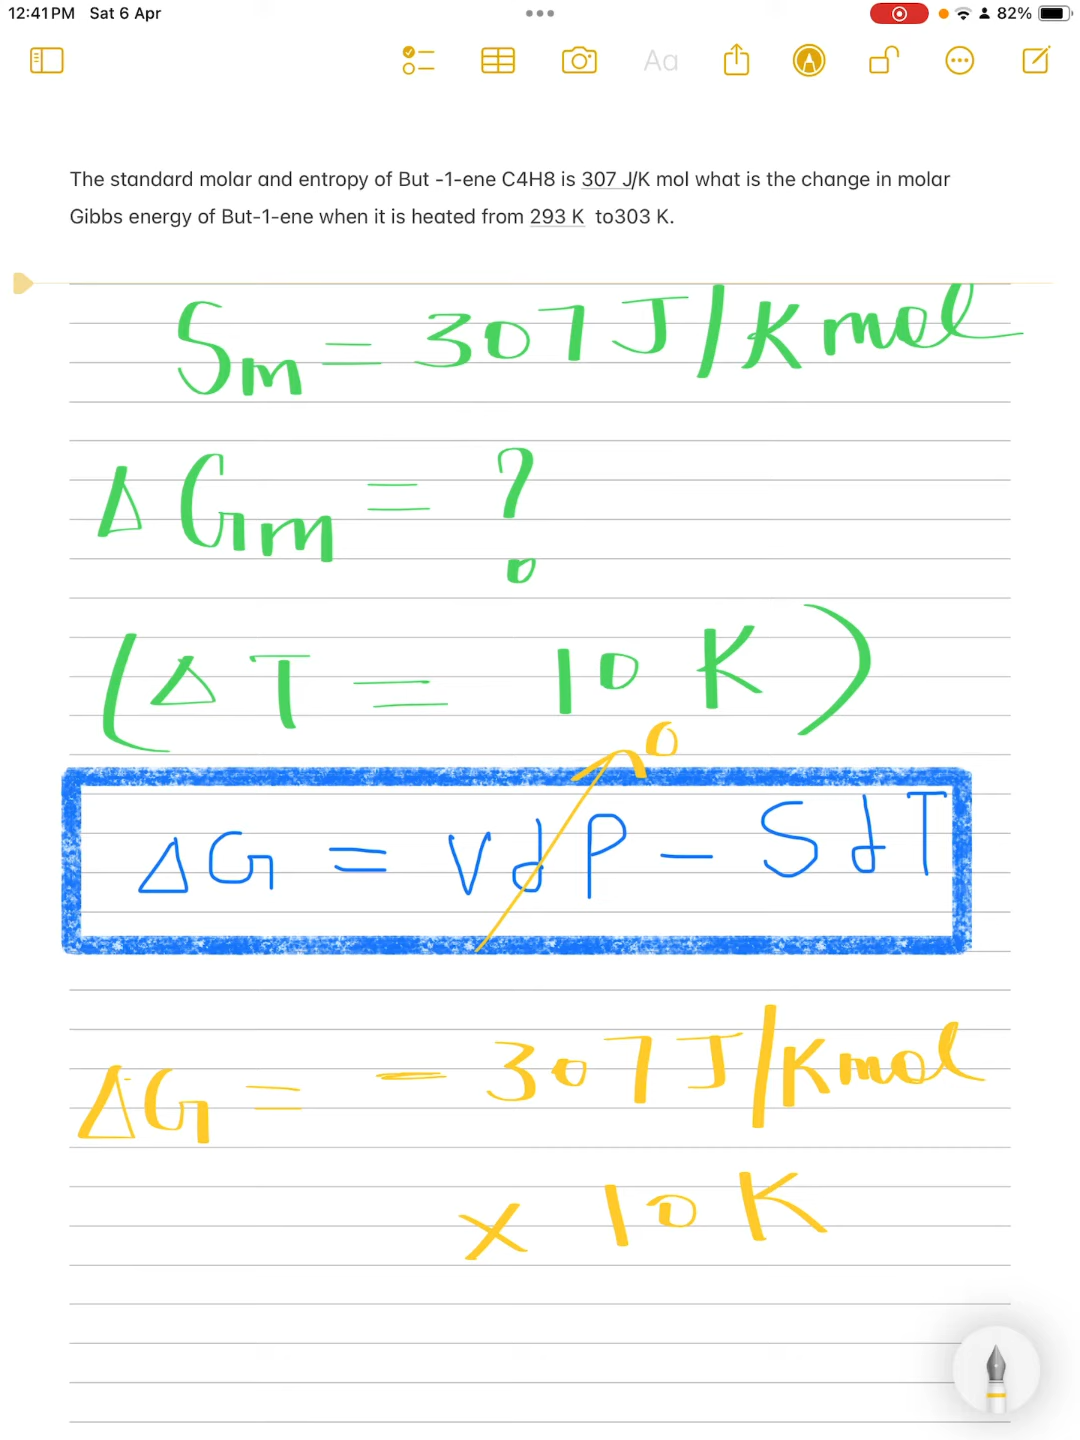 12:41 PM Sat 6 Apr 82%
Aa
The standard molar and entropy of But -1-ene C4H8 is 307 J/K mol what is the change in molar
Gibbs energy of But-1-ene when it is heated from 293 K to303 K.
Sm = 307 J/K mol
Δ Gm = ?
(ΔT = 10 K)
0
ΔG = VdP - SdT
ΔG = - 307 J/K mol
x 10 K